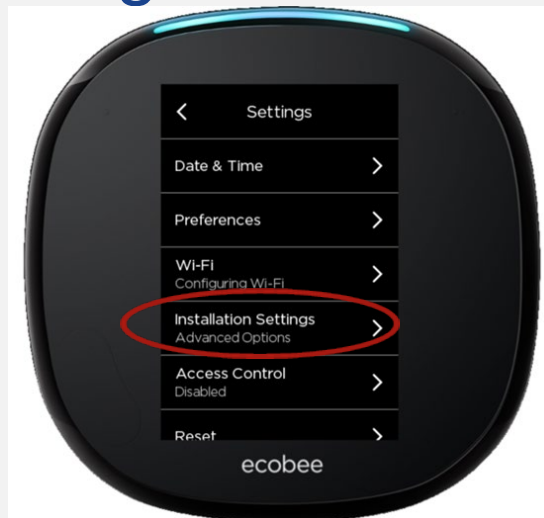 Settings
Date & Time
Preferences
Wi-Fi
Configuring Wi-Fi
Installation Settings
Advanced Options
Access Control
Disabled
Reset
ecobee